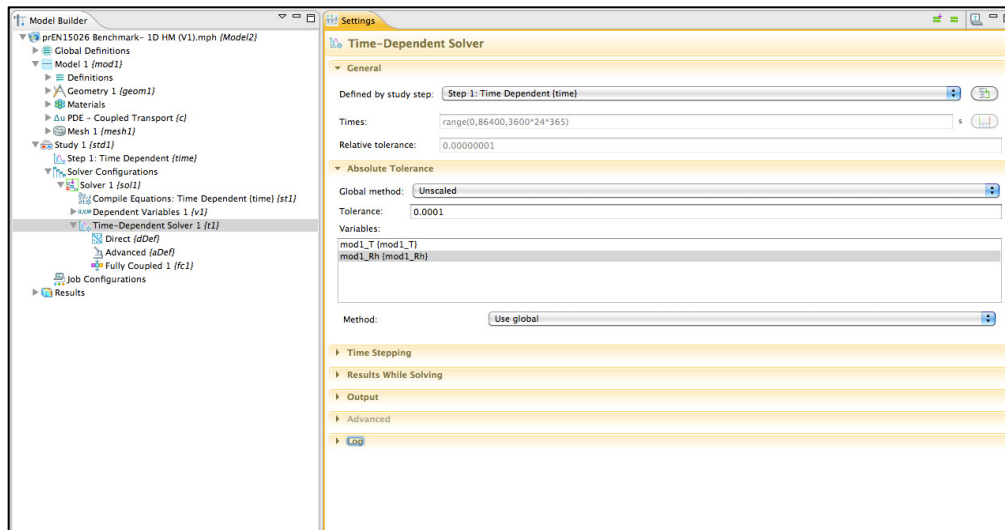 Model Builder
prEN15026 Benchmark- 1D HM (V1).mph {Model2}
Global Definitions
Model 1 {mod1}
Definitions
Geometry 1 {geom1}
Materials
Δu PDE - Coupled Transport {c}
Mesh 1 {mesh1}
Study 1 {std1}
Step 1: Time Dependent {time}
Solver Configurations
Solver 1 {sol1}
Compile Equations: Time Dependent {time} {st1}
Dependent Variables 1 {v1}
Time-Dependent Solver 1 {t1}
Direct {dDef}
Advanced {aDef}
Fully Coupled 1 {fc1}
Job Configurations
Results
Settings
Time-Dependent Solver
General
Defined by study step: Step 1: Time Dependent {time}
Times: range(0,86400,3600*24*365) s
Relative tolerance: 0.00000001
Absolute Tolerance
Global method: Unscaled
Tolerance: 0.0001
Variables:
mod1_T {mod1_T}
mod1_Rh {mod1_Rh}
Method: Use global
Time Stepping
Results While Solving
Output
Advanced
Log